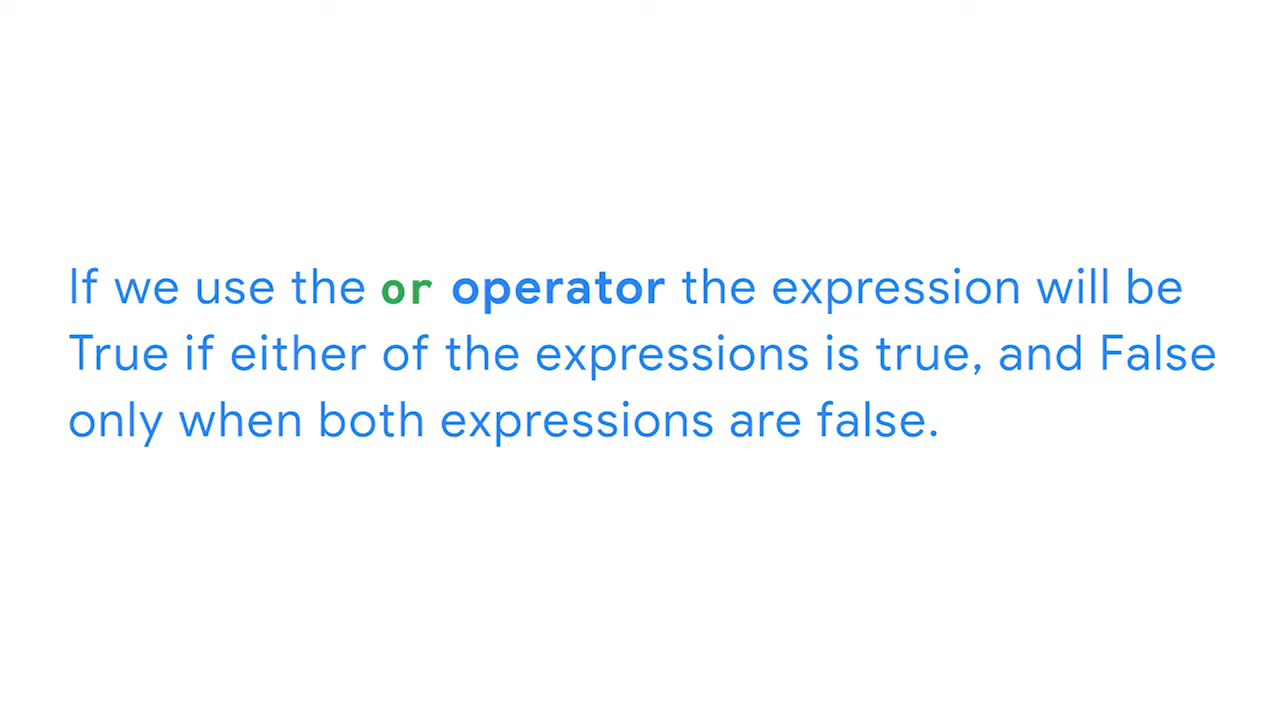 If we use the or operator the expression will be
True if either of the expressions is true, and False
only when both expressions are false.